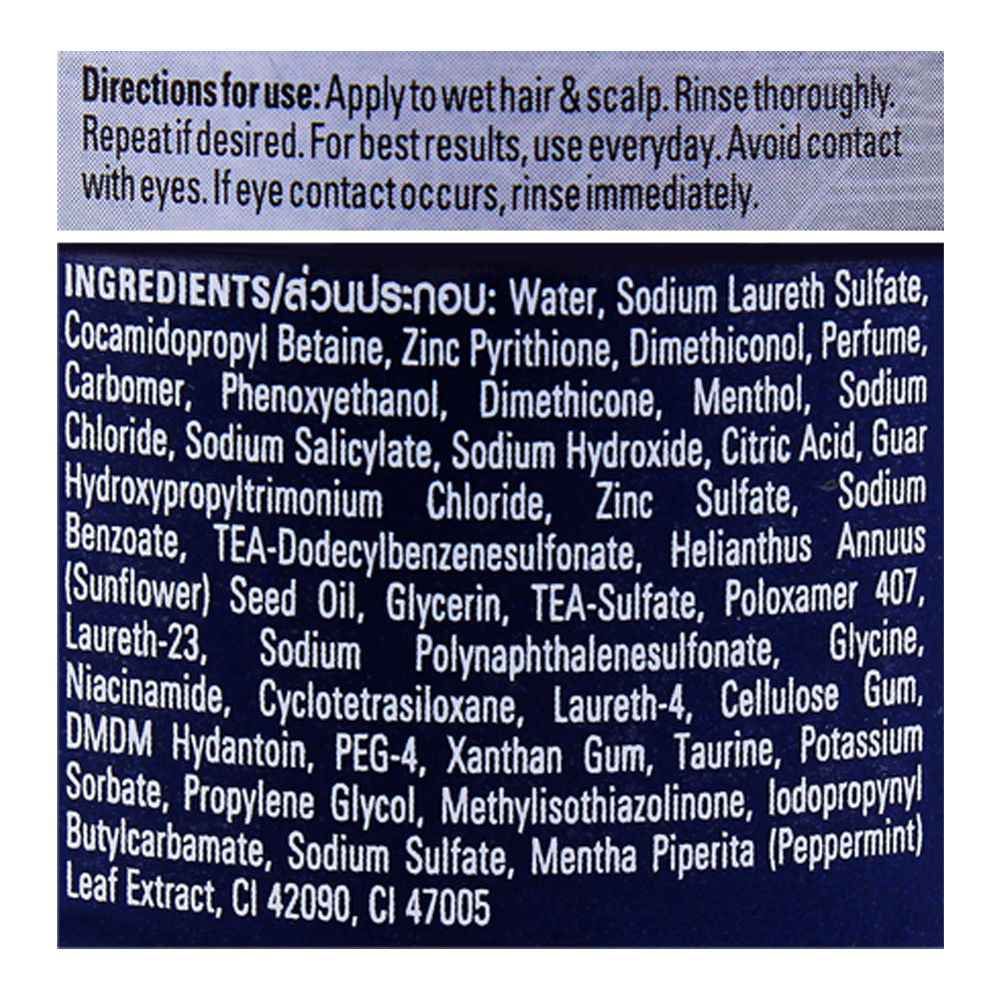 Directions for use: Apply to wet hair & scalp. Rinse thoroughly.
Repeat if desired. For best results, use everyday. Avoid contact
with eyes. If eye contact occurs, rinse immediately.
INGREDIENTS/ส่วนประกอบ: Water, Sodium Laureth Sulfate,
Cocamidopropyl Betaine, Zinc Pyrithione, Dimethiconol, Perfume,
Carbomer, Phenoxyethanol, Dimethicone, Menthol, Sodium
Chloride, Sodium Salicylate, Sodium Hydroxide, Citric Acid, Guar
Hydroxypropyltrimonium Chloride, Zinc Sulfate, Sodium
Benzoate, TEA-Dodecylbenzenesulfonate, Helianthus Annuus
(Sunflower) Seed Oil, Glycerin, TEA-Sulfate, Poloxamer 407,
Laureth-23, Sodium Polynaphthalenesulfonate, Glycine,
Niacinamide, Cyclotetrasiloxane, Laureth-4, Cellulose Gum,
DMDM Hydantoin, PEG-4, Xanthan Gum, Taurine, Potassium
Sorbate, Propylene Glycol, Methylisothiazolinone, Iodopropynyl
Butylcarbamate, Sodium Sulfate, Mentha Piperita (Peppermint)
Leaf Extract, CI 42090, CI 47005